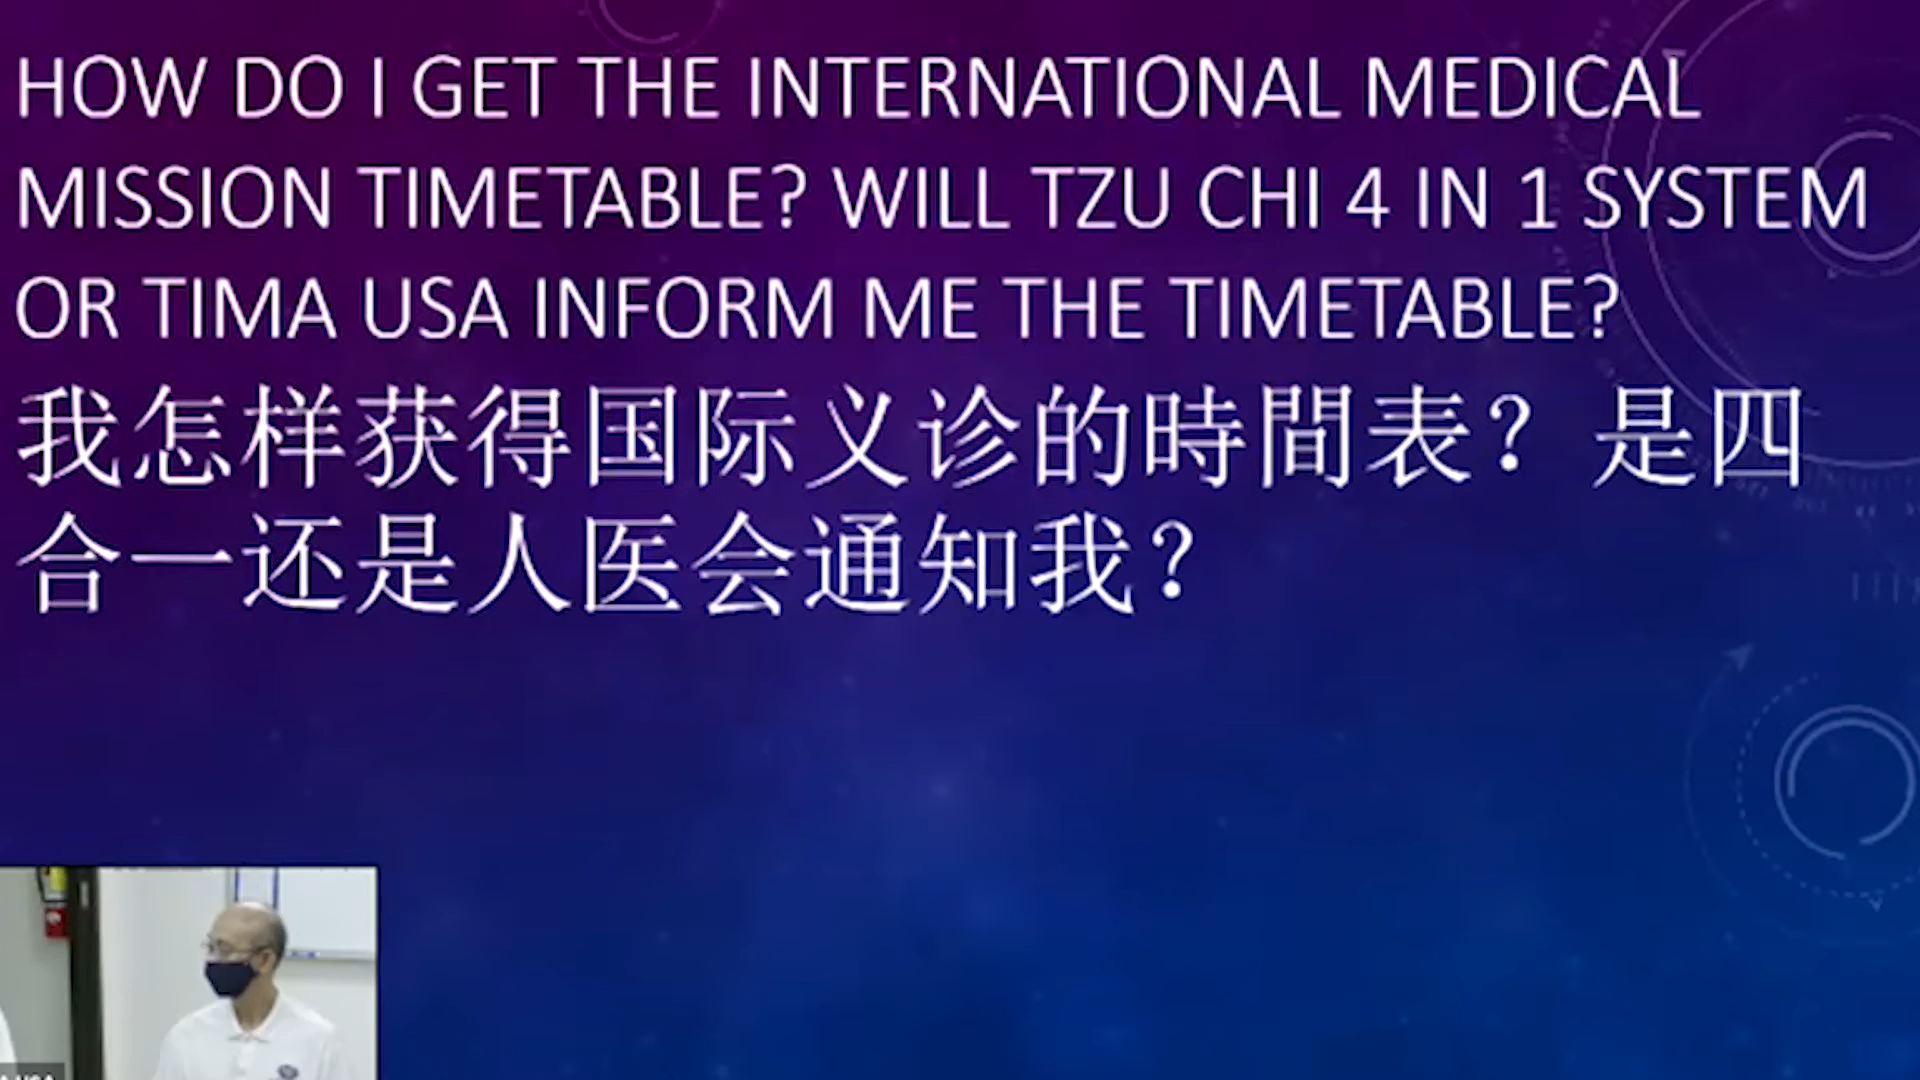 HOW DO I GET THE INTERNATIONAL MEDICAL
MISSION TIMETABLE? WILL TZU CHI 4 IN 1 SYSTEM
OR TIMA USA INFORM ME THE TIMETABLE?
我怎样获得国际义诊的時間表？是四
合一还是人医会通知我？